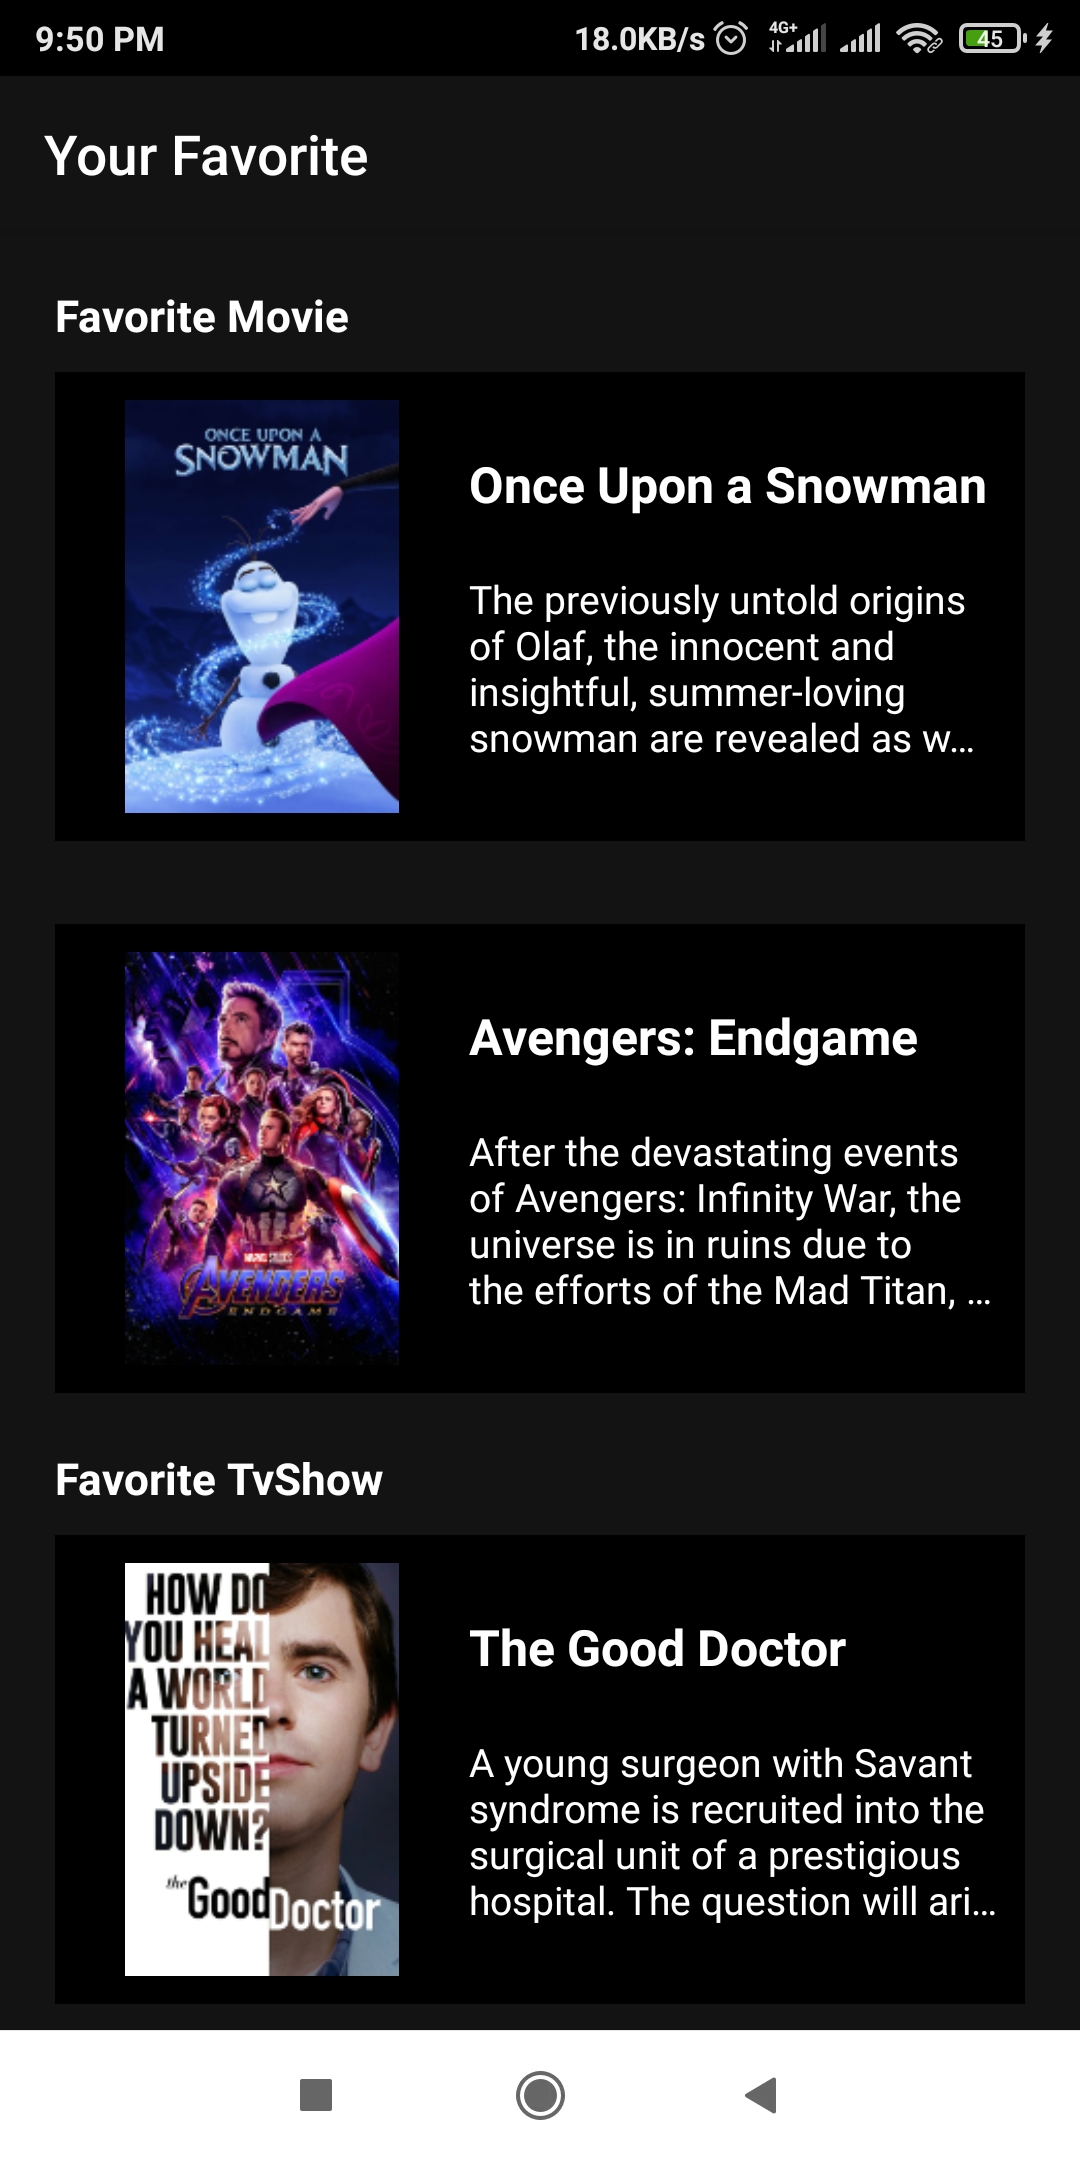 9:50 PM
18.0KB/s
4G+
45
Your Favorite
Favorite Movie
ONCE UPON A
SNOWMAN
Once Upon a Snowman
The previously untold origins
of Olaf, the innocent and
insightful, summer-loving
snowman are revealed as w...
MARVEL STUDIOS
AVENGERS
ENDGAME
Avengers: Endgame
After the devastating events
of Avengers: Infinity War, the
universe is in ruins due to
the efforts of the Mad Titan, ...
Favorite TvShow
HOW DO
YOU HEAL
A WORLD
TURNED
UPSIDE
DOWN?
the Good Doctor
The Good Doctor
A young surgeon with Savant
syndrome is recruited into the
surgical unit of a prestigious
hospital. The question will ari...